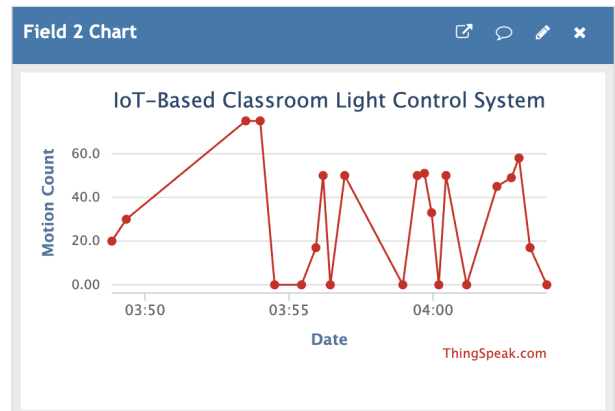 Field 2 Chart
IoT-Based Classroom Light Control System
Motion Count
60.0
40.0
20.0
0.00
03:50
03:55
04:00
Date
ThingSpeak.com